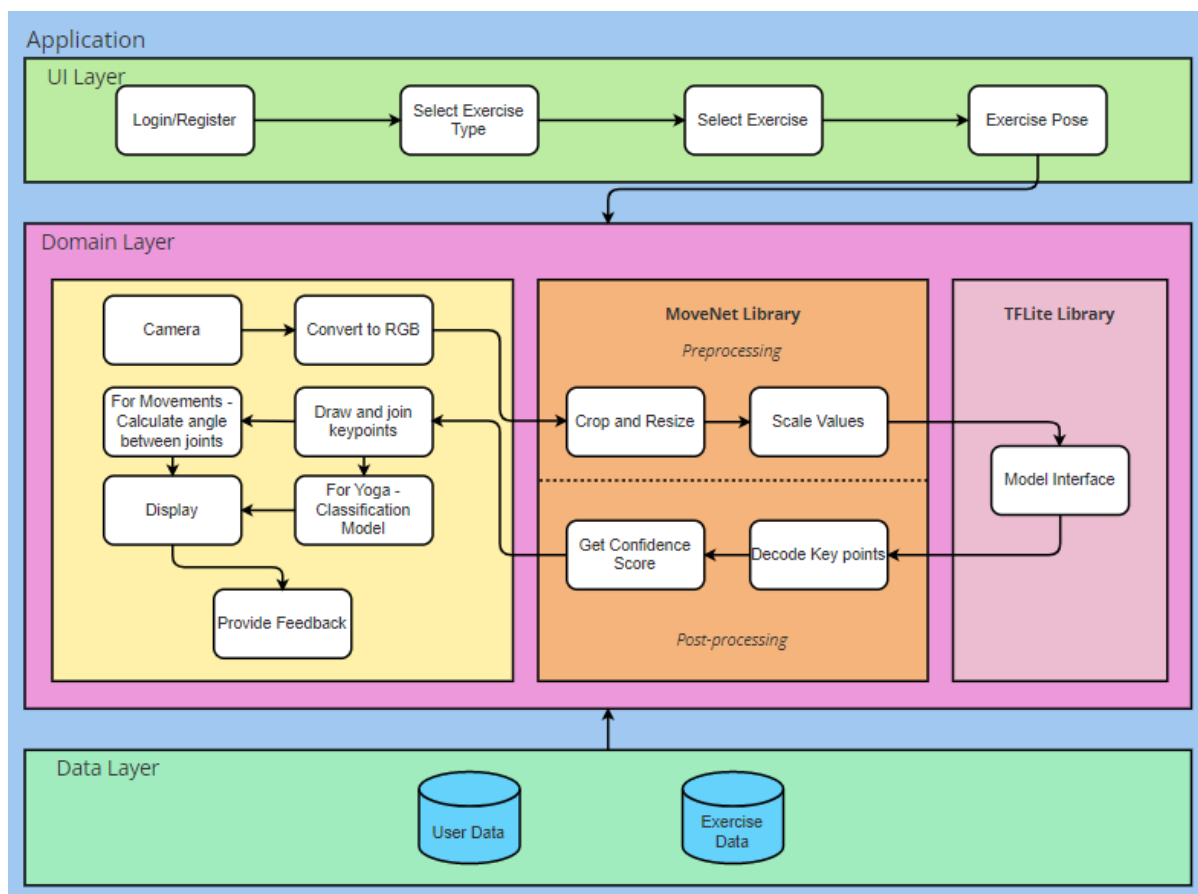 Application
UI Layer
Login/Register
Select Exercise
Type
Select Exercise
Exercise Pose
Domain Layer
Camera
Convert to RGB
For Movements -
Calculate angle
between joints
Draw and join
keypoints
Display
For Yoga -
Classification
Model
Provide Feedback
MoveNet Library
Preprocessing
Crop and Resize
Scale Values
Get Confidence
Score
Decode Key points
Post-processing
TFLite Library
Model Interface
Data Layer
User Data
Exercise
Data